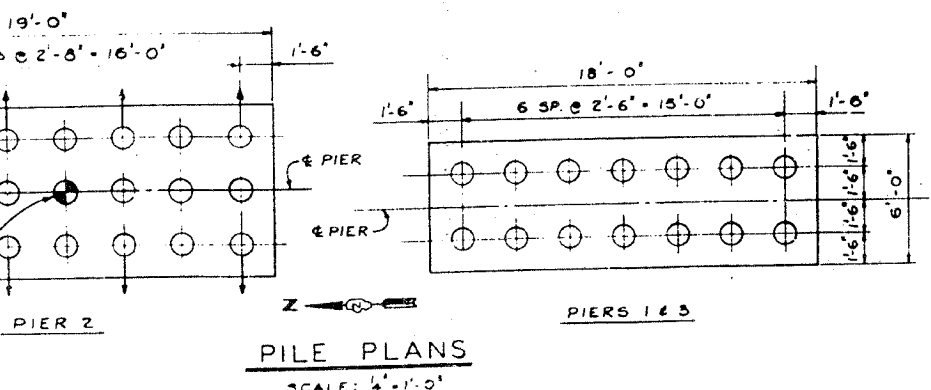 19'-0"
@ 2'-8" = 16'-0"
1'-6"
℄ PIER
PIER 2
18'-0"
1'-6"
6 SP. @ 2'-6" = 15'-0"
1'-6"
℄ PIER
1'-6"
1'-6"
1'-6"
1'-6"
6'-0"
PIERS 1 & 3
N
PILE PLANS
SCALE: ¼" = 1'-0"